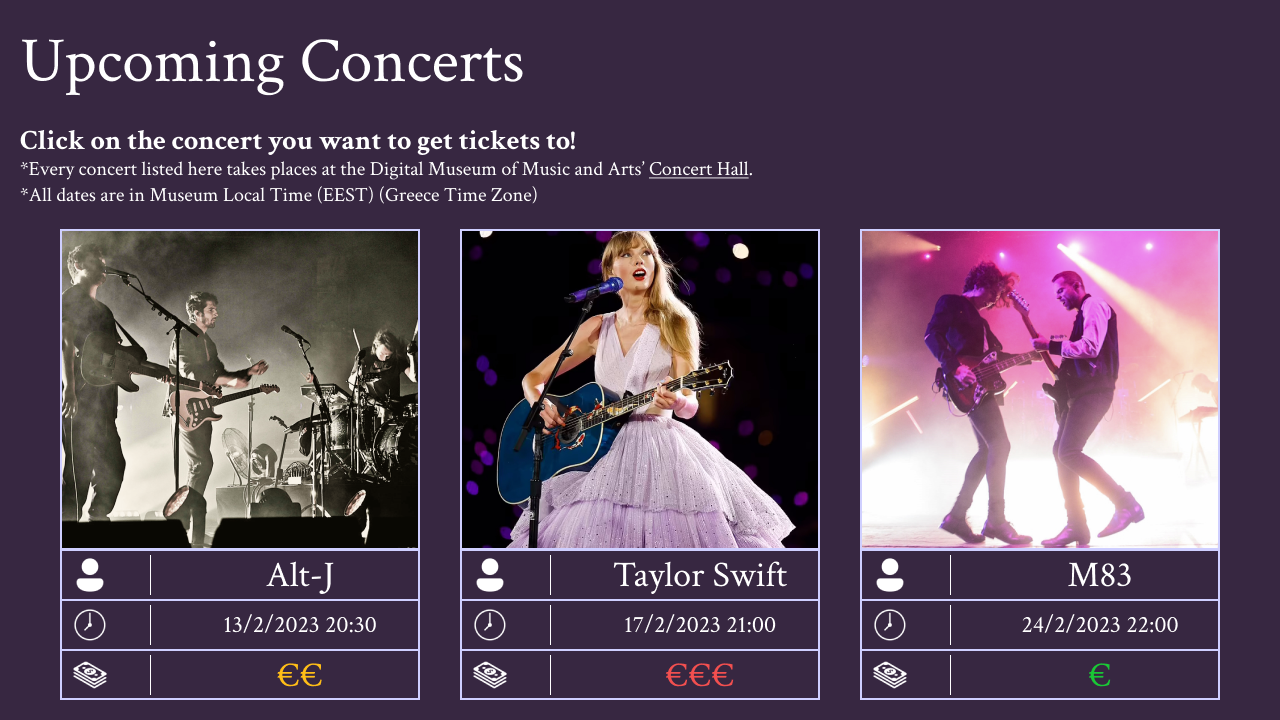 Upcoming Concerts
Click on the concert you want to get tickets to!
*Every concert listed here takes places at the Digital Museum of Music and Arts’ Concert Hall.
*All dates are in Museum Local Time (EEST) (Greece Time Zone)
Alt-J
Taylor Swift
M83
13/2/2023 20:30
17/2/2023 21:00
24/2/2023 22:00
€€
€€€
€